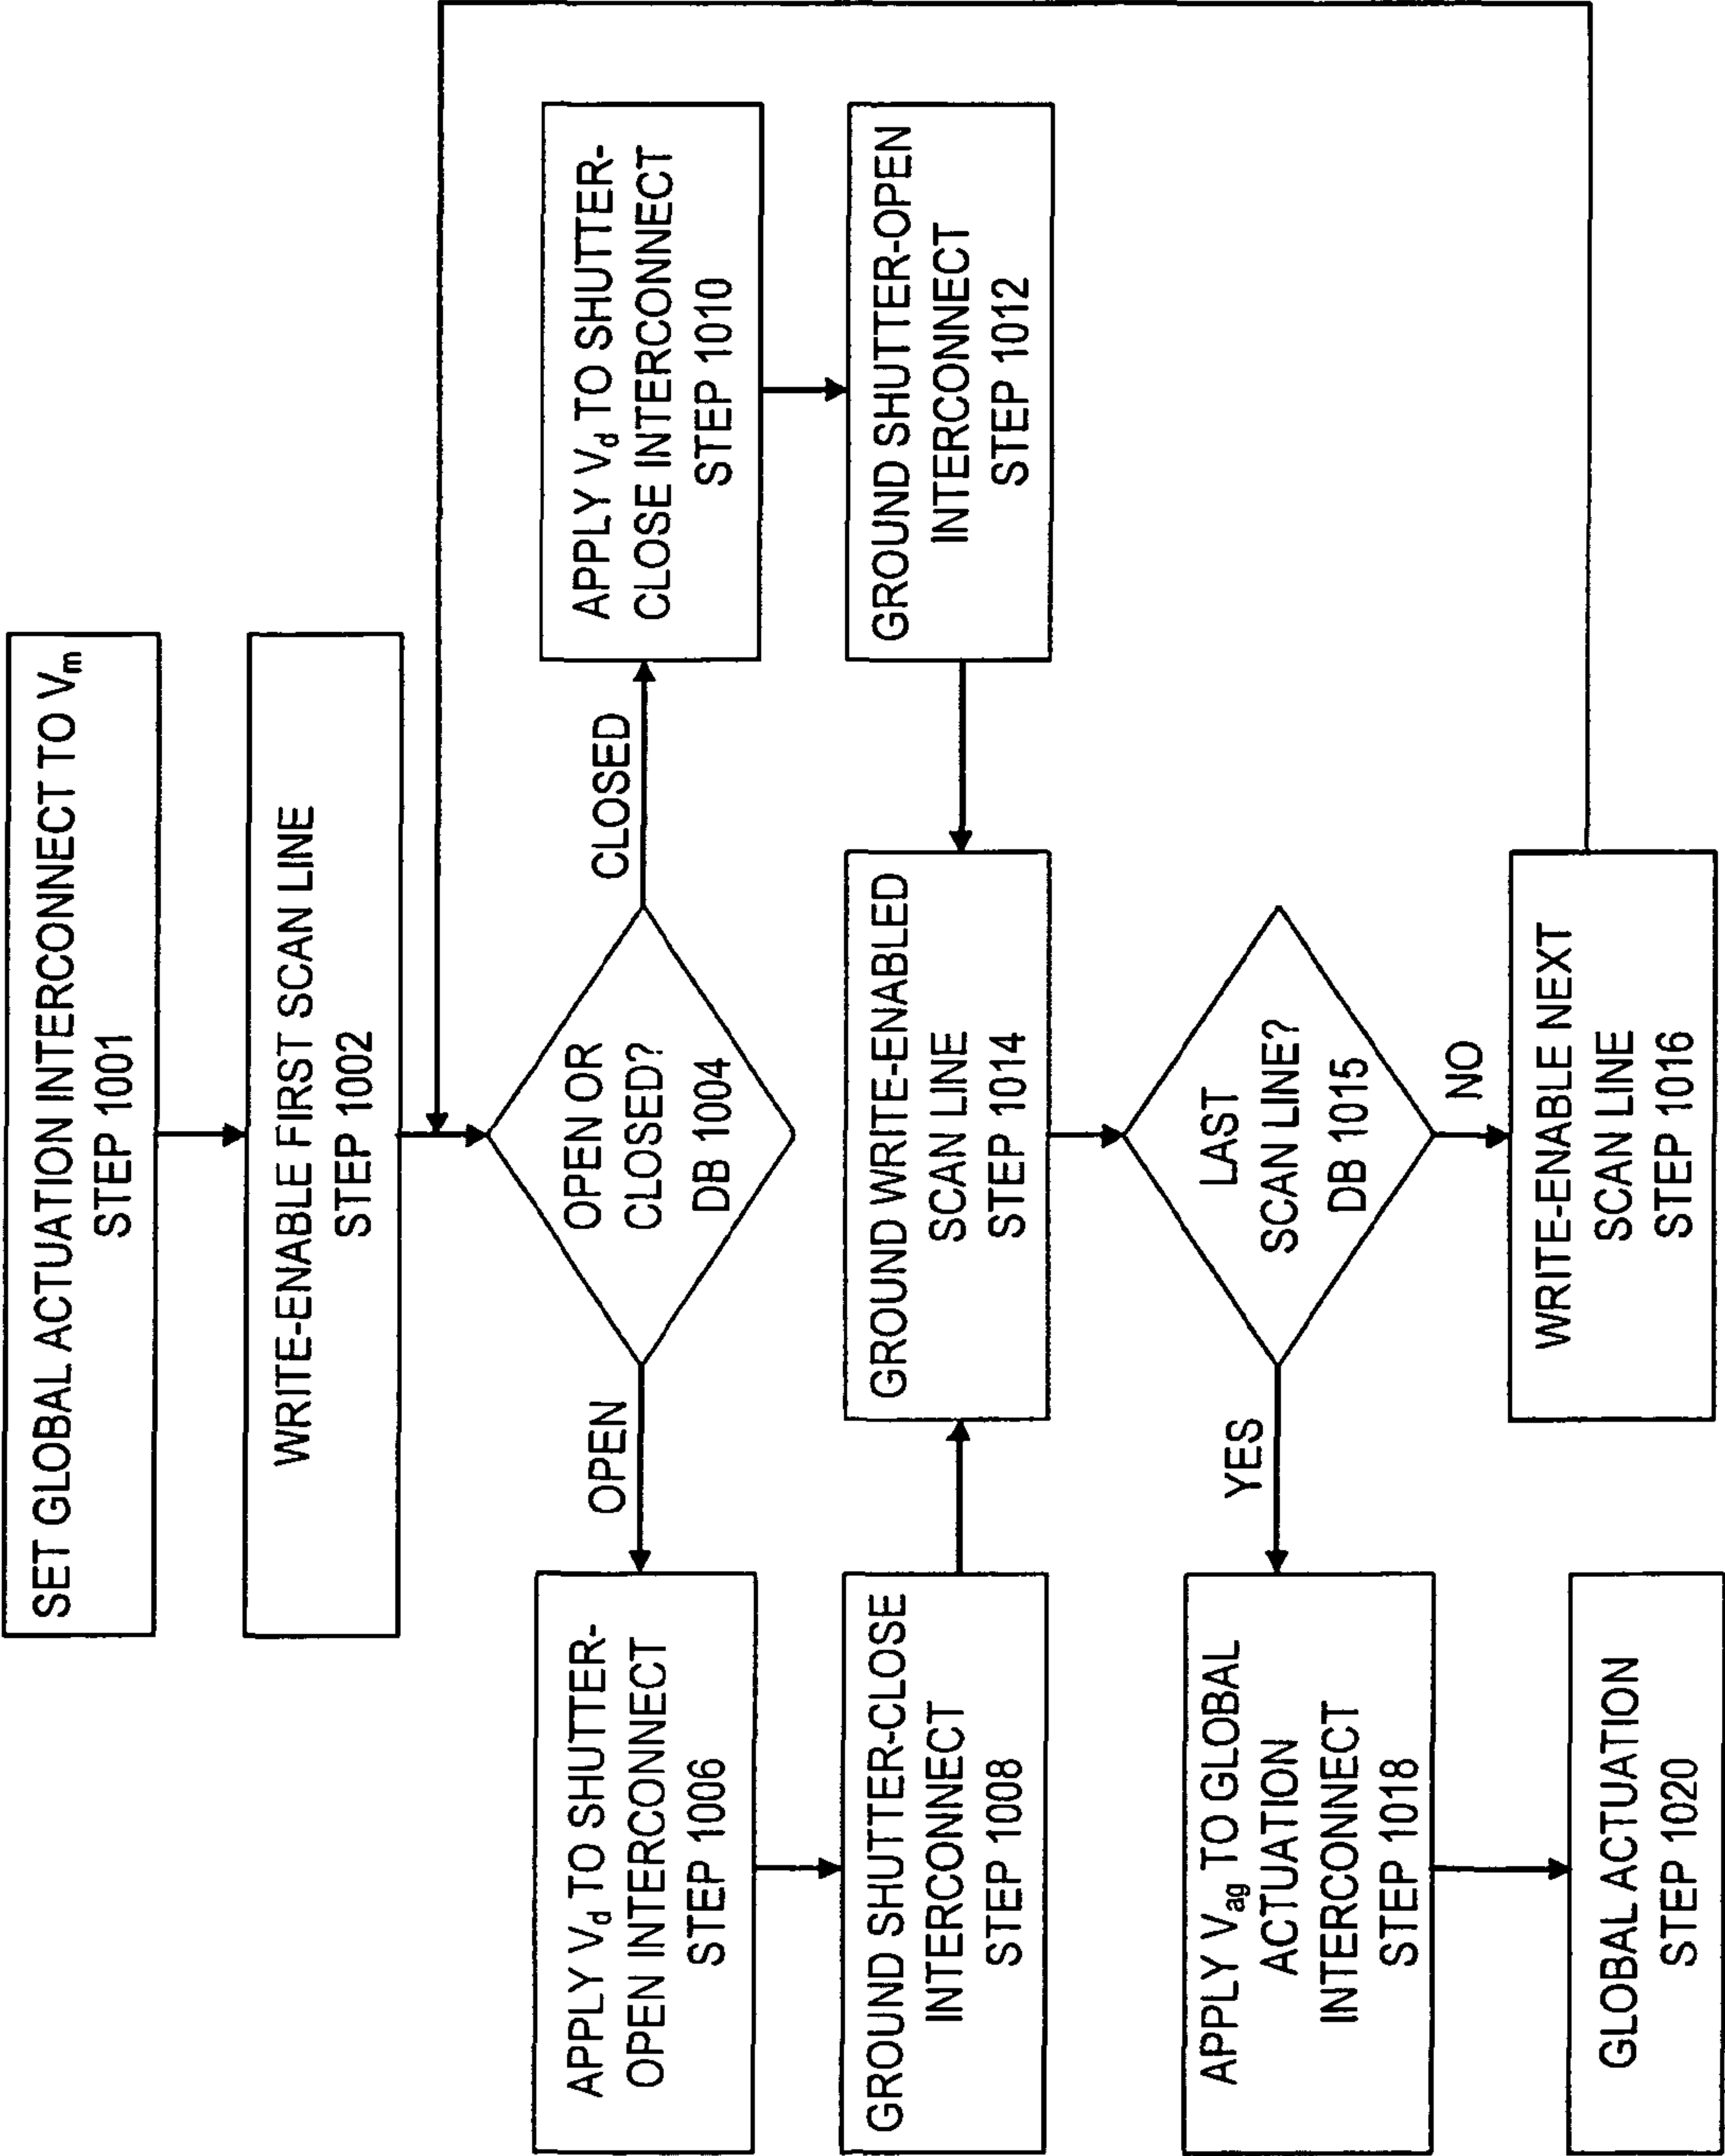 SET GLOBAL ACTUATION INTERCONNECT TO Vm
STEP 1001
WRITE-ENABLE FIRST SCAN LINE
STEP 1002
OPEN OR
CLOSED?
DB 1004
OPEN
CLOSED
APPLY Vd TO SHUTTER-
OPEN INTERCONNECT
STEP 1006
APPLY Vd TO SHUTTER-
CLOSE INTERCONNECT
STEP 1010
GROUND SHUTTER-CLOSE
INTERCONNECT
STEP 1008
GROUND WRITE-ENABLED
SCAN LINE
STEP 1014
GROUND SHUTTER-OPEN
INTERCONNECT
STEP 1012
LAST
SCAN LINE?
DB 1015
YES
NO
APPLY Vag TO GLOBAL
ACTUATION
INTERCONNECT
STEP 1018
WRITE-ENABLE NEXT
SCAN LINE
STEP 1016
GLOBAL ACTUATION
STEP 1020